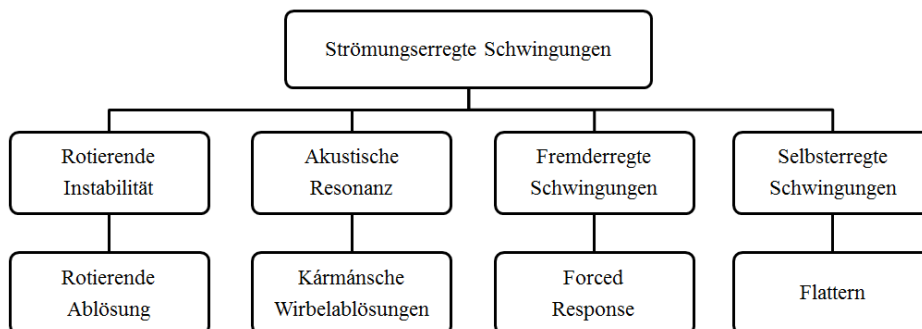 Strömungserregte Schwingungen
Rotierende
Instabilität
Akustische
Resonanz
Fremderregte
Schwingungen
Selbsterregte
Schwingungen
Rotierende
Ablösung
Kármánsche
Wirbelablösungen
Forced
Response
Flattern